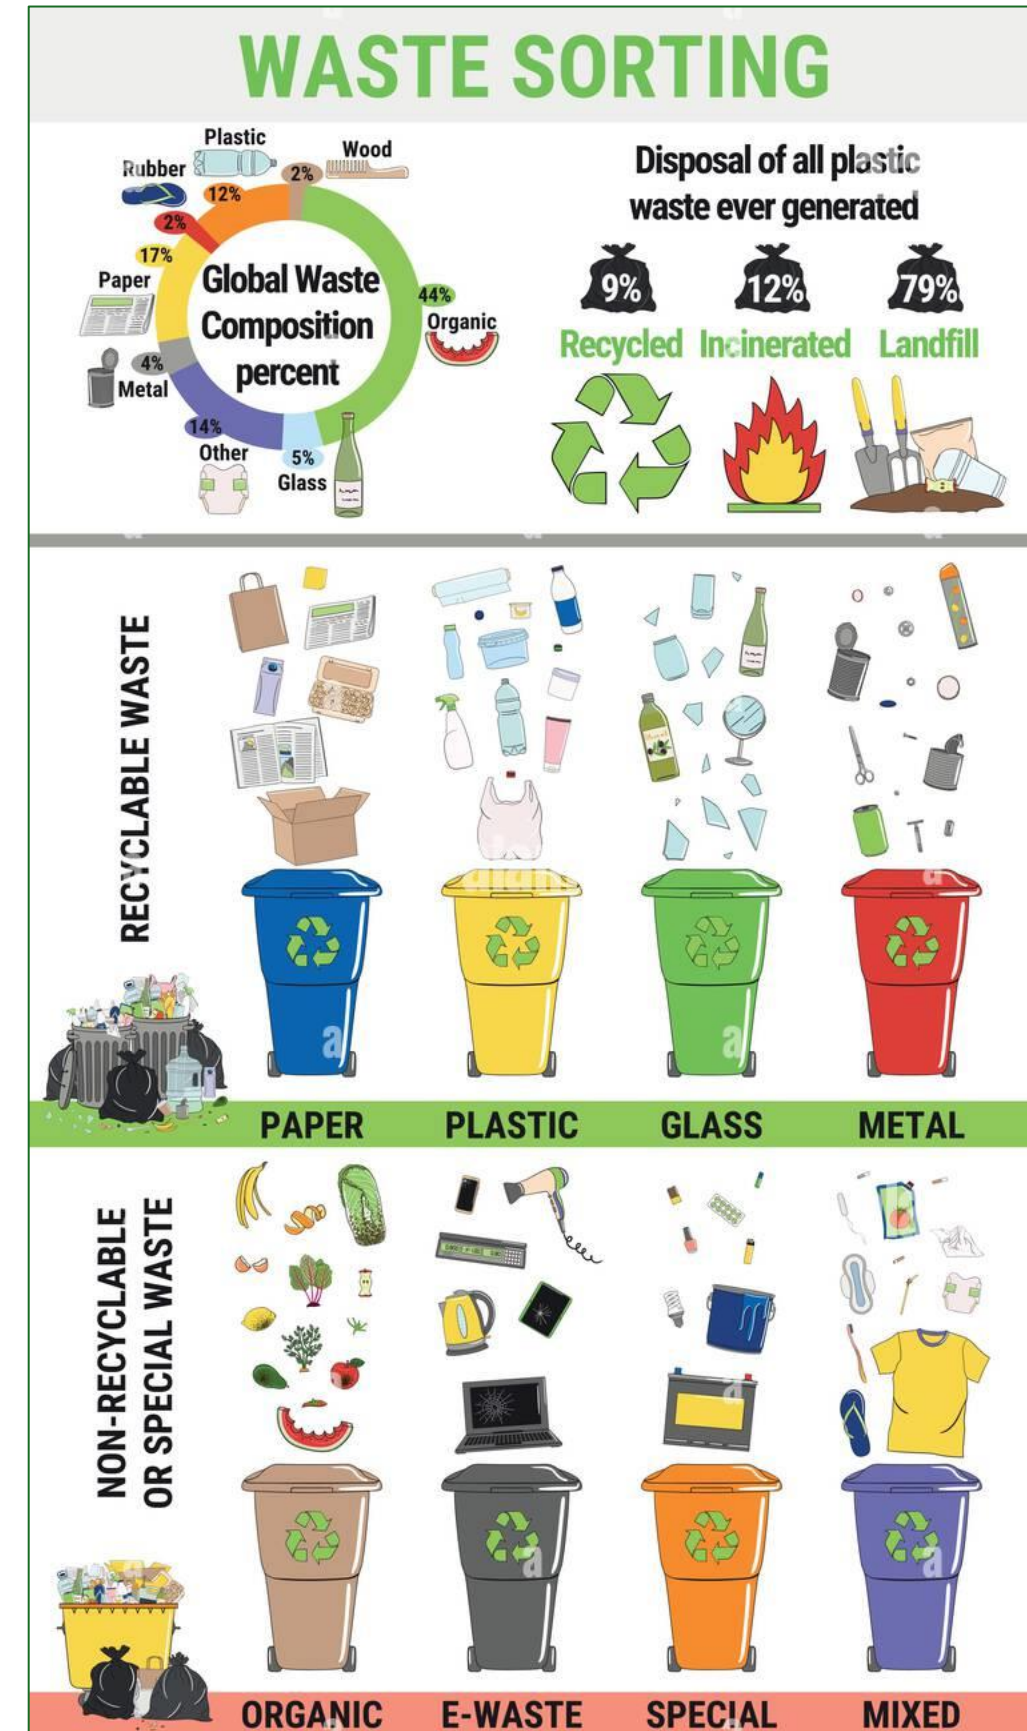 WASTE SORTING
Plastic
Wood
Rubber
2%
12%
2%
17%
Paper
44%
Organic
4%
Metal
14%
Other
5%
Glass
Global Waste
Composition
percent
Disposal of all plastic
waste ever generated
9%
12%
79%
Recycled
Incinerated
Landfill
RECYCLABLE WASTE
PAPER
PLASTIC
GLASS
METAL
NON-RECYCLABLE
OR SPECIAL WASTE
ORGANIC
E-WASTE
SPECIAL
MIXED